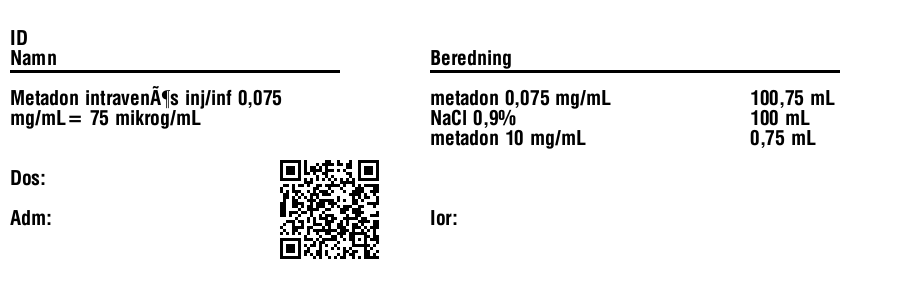 ID
Namn
Metadon intravenÃ¶s inj/inf 0,075
mg/mL= 75 mikrog/mL
Dos:
Adm:
Beredning
metadon 0,075 mg/mL 100,75 mL
NaCl 0,9% 100 mL
metadon 10 mg/mL 0,75 mL
Ior: